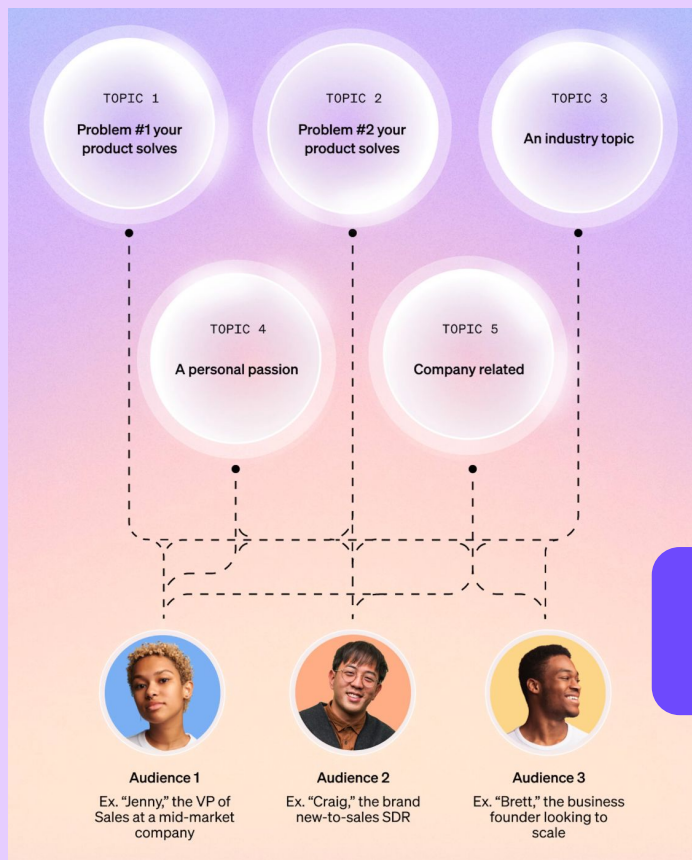 TOPIC 1
Problem #1 your
product solves
TOPIC 2
Problem #2 your
product solves
TOPIC 3
An industry topic
TOPIC 4
A personal passion
TOPIC 5
Company related
Audience 1
Ex. “Jenny,” the VP of
Sales at a mid-market
company
Audience 2
Ex. “Craig,” the brand
new-to-sales SDR
Audience 3
Ex. “Brett,” the business
founder looking to
scale